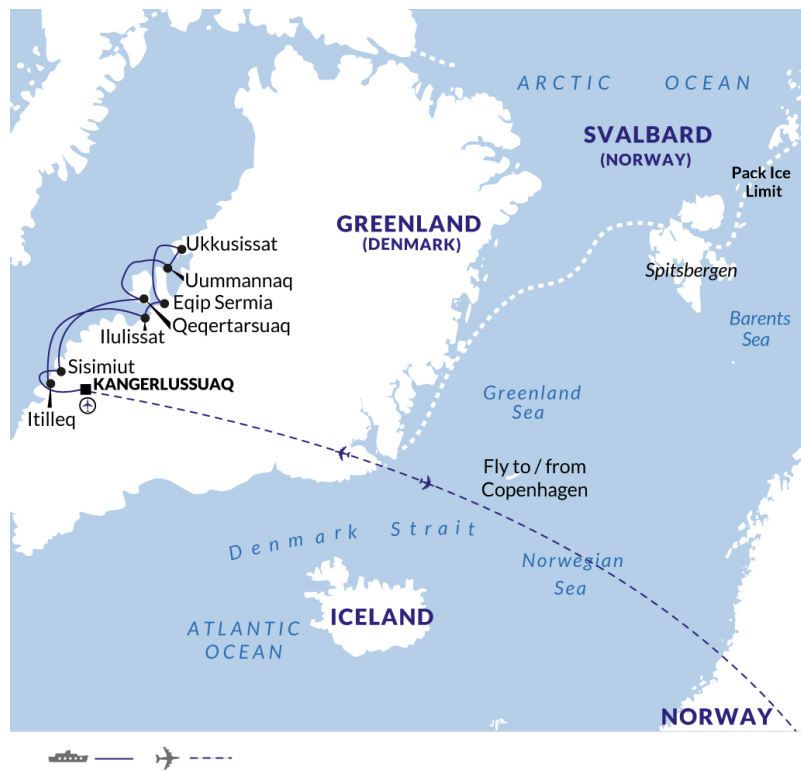 ARCTIC OCEAN
SVALBARD
(NORWAY)
Pack Ice
Limit
GREENLAND
(DENMARK)
Ukkusissat
Spitsbergen
Uummannaq
Eqip Sermia
Qeqertarsuaq
Ilulissat
Barents
Sea
Sisimiut
KANGERLUSSUAQ
Itilleq
Greenland
Sea
Fly to / from
Copenhagen
Denmark Strait
Norwegian
Sea
ICELAND
ATLANTIC
OCEAN
NORWAY